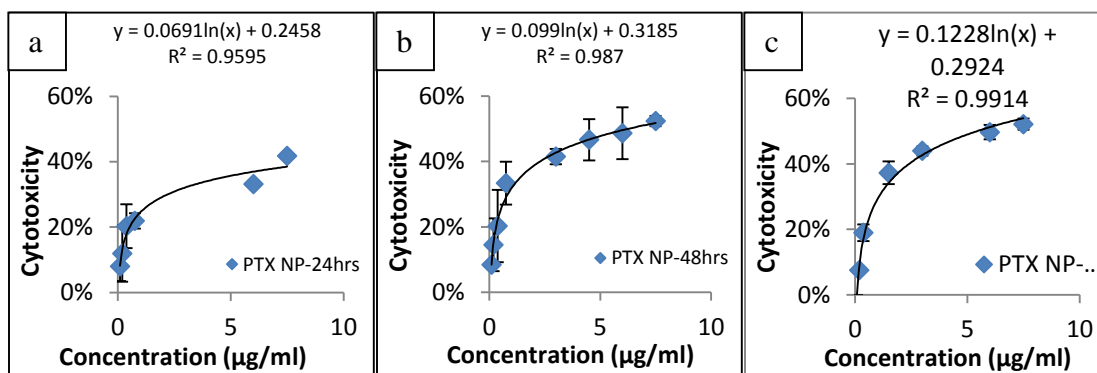 a
y = 0.0691ln(x) + 0.2458
R² = 0.9595
60%
40%
20%
0%
Cytotoxicity
PTX NP-24hrs
0
5
10
Concentration (µg/ml)
b
y = 0.099ln(x) + 0.3185
R² = 0.987
60%
40%
20%
0%
Cytotoxicity
PTX NP-48hrs
0
5
10
Concentration (µg/ml)
c
y = 0.1228ln(x) +
0.2924
R² = 0.9914
60%
40%
20%
0%
Cytotoxicity
PTX NP-...
0
5
10
Concentration (µg/ml)